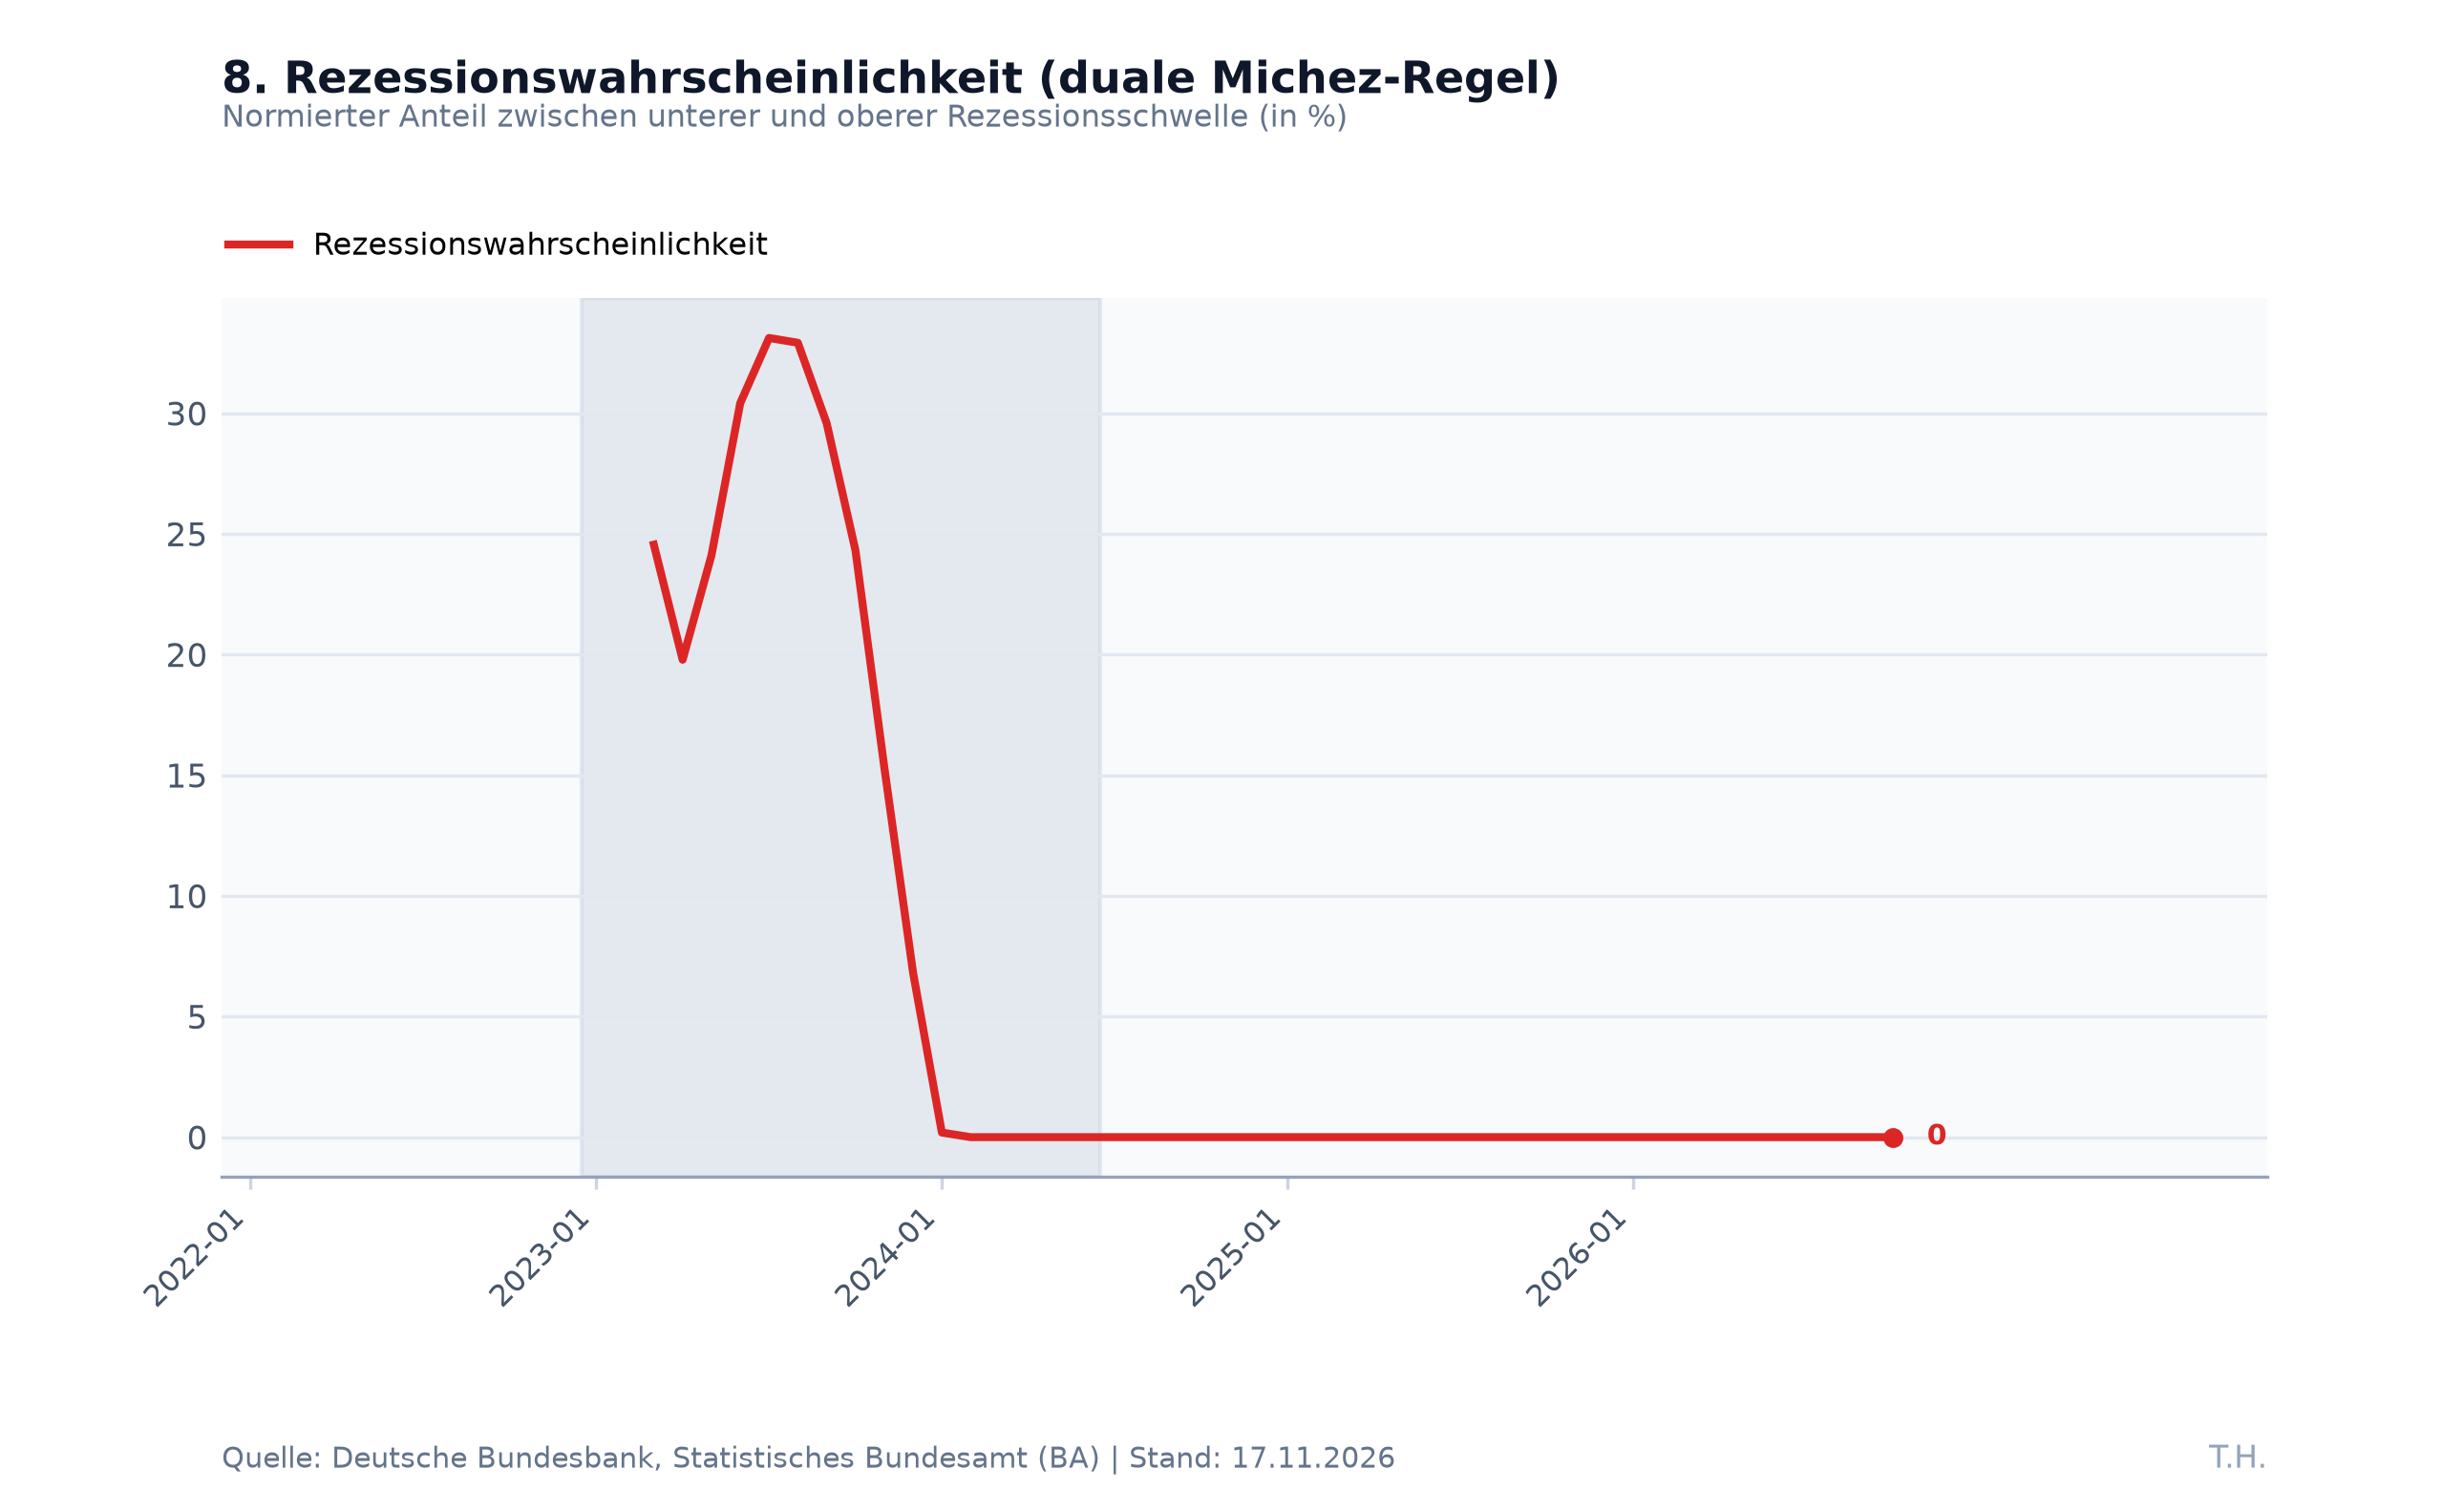 8. Rezessionswahrscheinlichkeit (duale Michez-Regel)
Normierter Anteil zwischen unterer und oberer Rezessionsschwelle (in %)
Rezessionswahrscheinlichkeit
30
25
20
15
10
5
0
0
2022-01
2023-01
2024-01
2025-01
2026-01
Quelle: Deutsche Bundesbank, Statistisches Bundesamt (BA) | Stand: 17.11.2026
T.H.